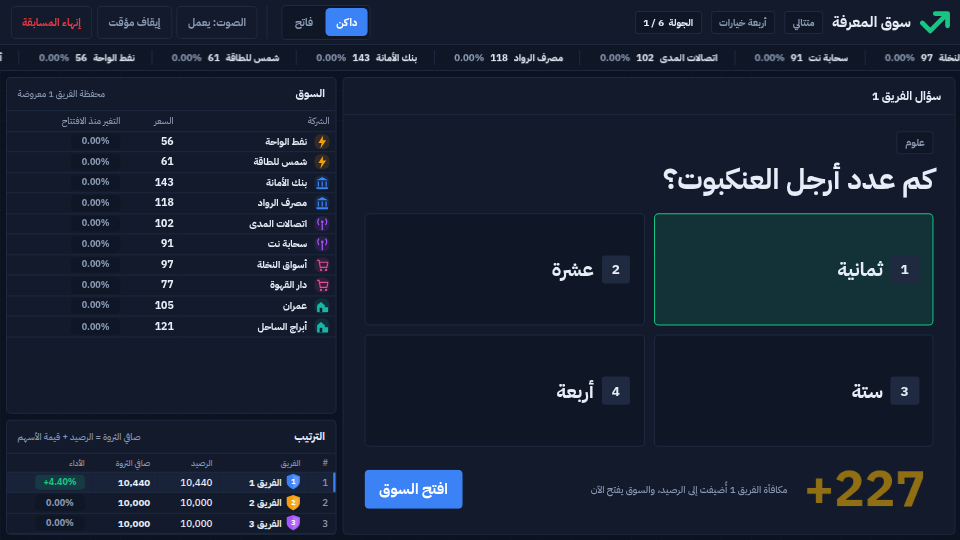 سوق المعرفة
متتالي
أربعة خيارات
الجولة 1 / 6
داكن
فاتح
الصوت: يعمل
إيقاف مؤقت
إنهاء المسابقة
النخلة 97 0.00%
سحابة نت 91 0.00%
اتصالات المدى 102 0.00%
مصرف الرواد 118 0.00%
بنك الأمانة 143 0.00%
شمس للطاقة 61 0.00%
نفط الواحة 56 0.00%
سؤال الفريق 1
علوم
كم عدد أرجل العنكبوت؟
1 ثمانية
2 عشرة
3 ستة
4 أربعة
+227
مكافأة الفريق 1 أُضيفت إلى الرصيد، والسوق يفتح الآن
افتح السوق
السوق
محفظة الفريق 1 معروضة
الشركة السعر التغير منذ الافتتاح
نفط الواحة 56 0.00%
شمس للطاقة 61 0.00%
بنك الأمانة 143 0.00%
مصرف الرواد 118 0.00%
اتصالات المدى 102 0.00%
سحابة نت 91 0.00%
أسواق النخلة 97 0.00%
دار القهوة 77 0.00%
عمران 105 0.00%
أبراج الساحل 121 0.00%
الترتيب
صافي الثروة = الرصيد + قيمة الأسهم
# الفريق الرصيد صافي الثروة الأداء
1 1 الفريق 1 10,440 10,440 +4.40%
2 2 الفريق 2 10,000 10,000 0.00%
3 3 الفريق 3 10,000 10,000 0.00%